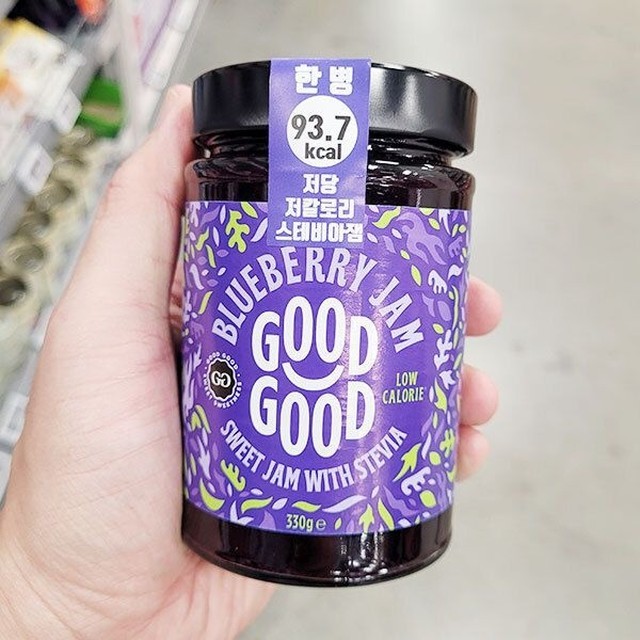 한 병
93.7
kcal
저당
저칼로리
스테비아잼
BLUEBERRY JAM
GOOD
GOOD
LOW
CALORIE
GG
SWEET JAM WITH STEVIA
330g ℮